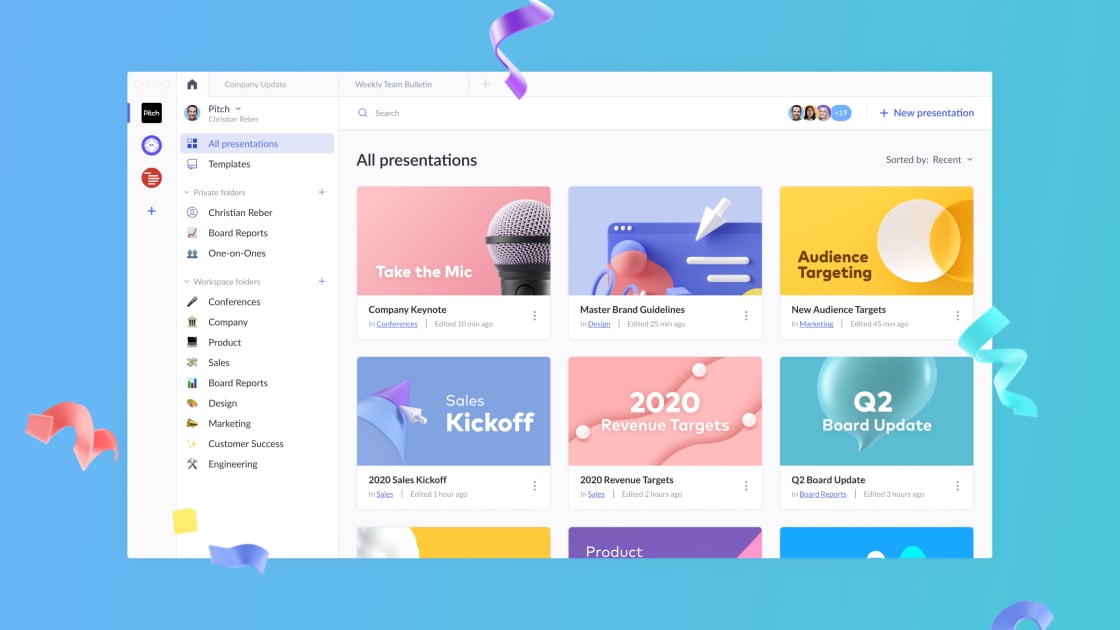 Company Update
Weekly Team Bulletin
Pitch
Pitch
Christian Reber
Search
+19
New presentation
All presentations
Templates
Private folders
Christian Reber
Board Reports
One-on-Ones
Workspace folders
Conferences
Company
Product
Sales
Board Reports
Design
Marketing
Customer Success
Engineering
All presentations
Sorted by: Recent
Take the Mic
Company Keynote
In Conferences | Edited 10 min ago
Master Brand Guidelines
In Design | Edited 25 min ago
Audience
Targeting
New Audience Targets
In Marketing | Edited 45 min ago
Sales
Kickoff
2020 Sales Kickoff
In Sales | Edited 1 hour ago
2020
Revenue Targets
2020 Revenue Targets
In Sales | Edited 2 hours ago
Q2
Board Update
Q2 Board Update
In Board Reports | Edited 3 hours ago
Product